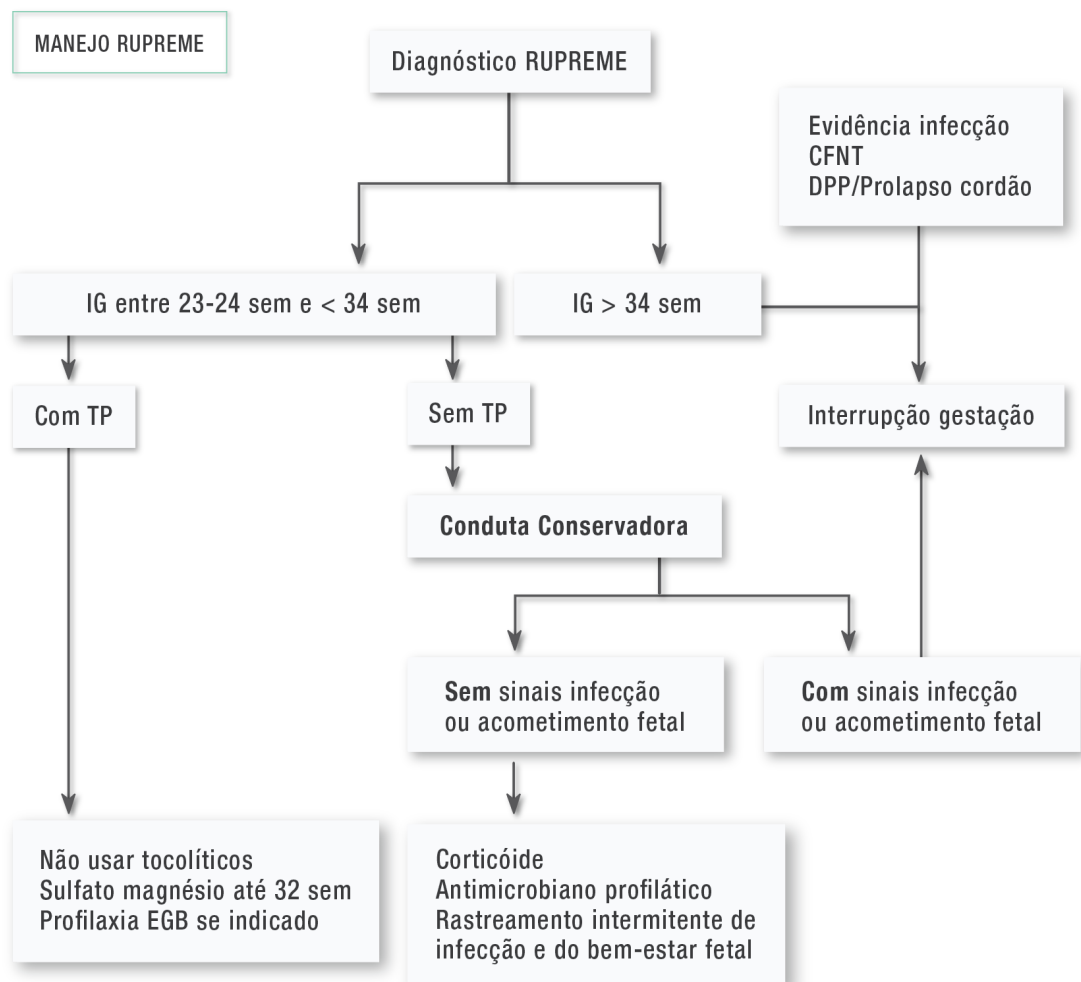 MANEJO RUPREME
Diagnóstico RUPREME
Evidência infecção
CFNT
DPP/Prolapso cordão
IG entre 23-24 sem e < 34 sem
IG > 34 sem
Com TP
Sem TP
Interrupção gestação
Conduta Conservadora
Sem sinais infecção
ou acometimento fetal
Com sinais infecção
ou acometimento fetal
Não usar tocolíticos
Sulfato magnésio até 32 sem
Profilaxia EGB se indicado
Corticóide
Antimicrobiano profilático
Rastreamento intermitente de
infecção e do bem-estar fetal